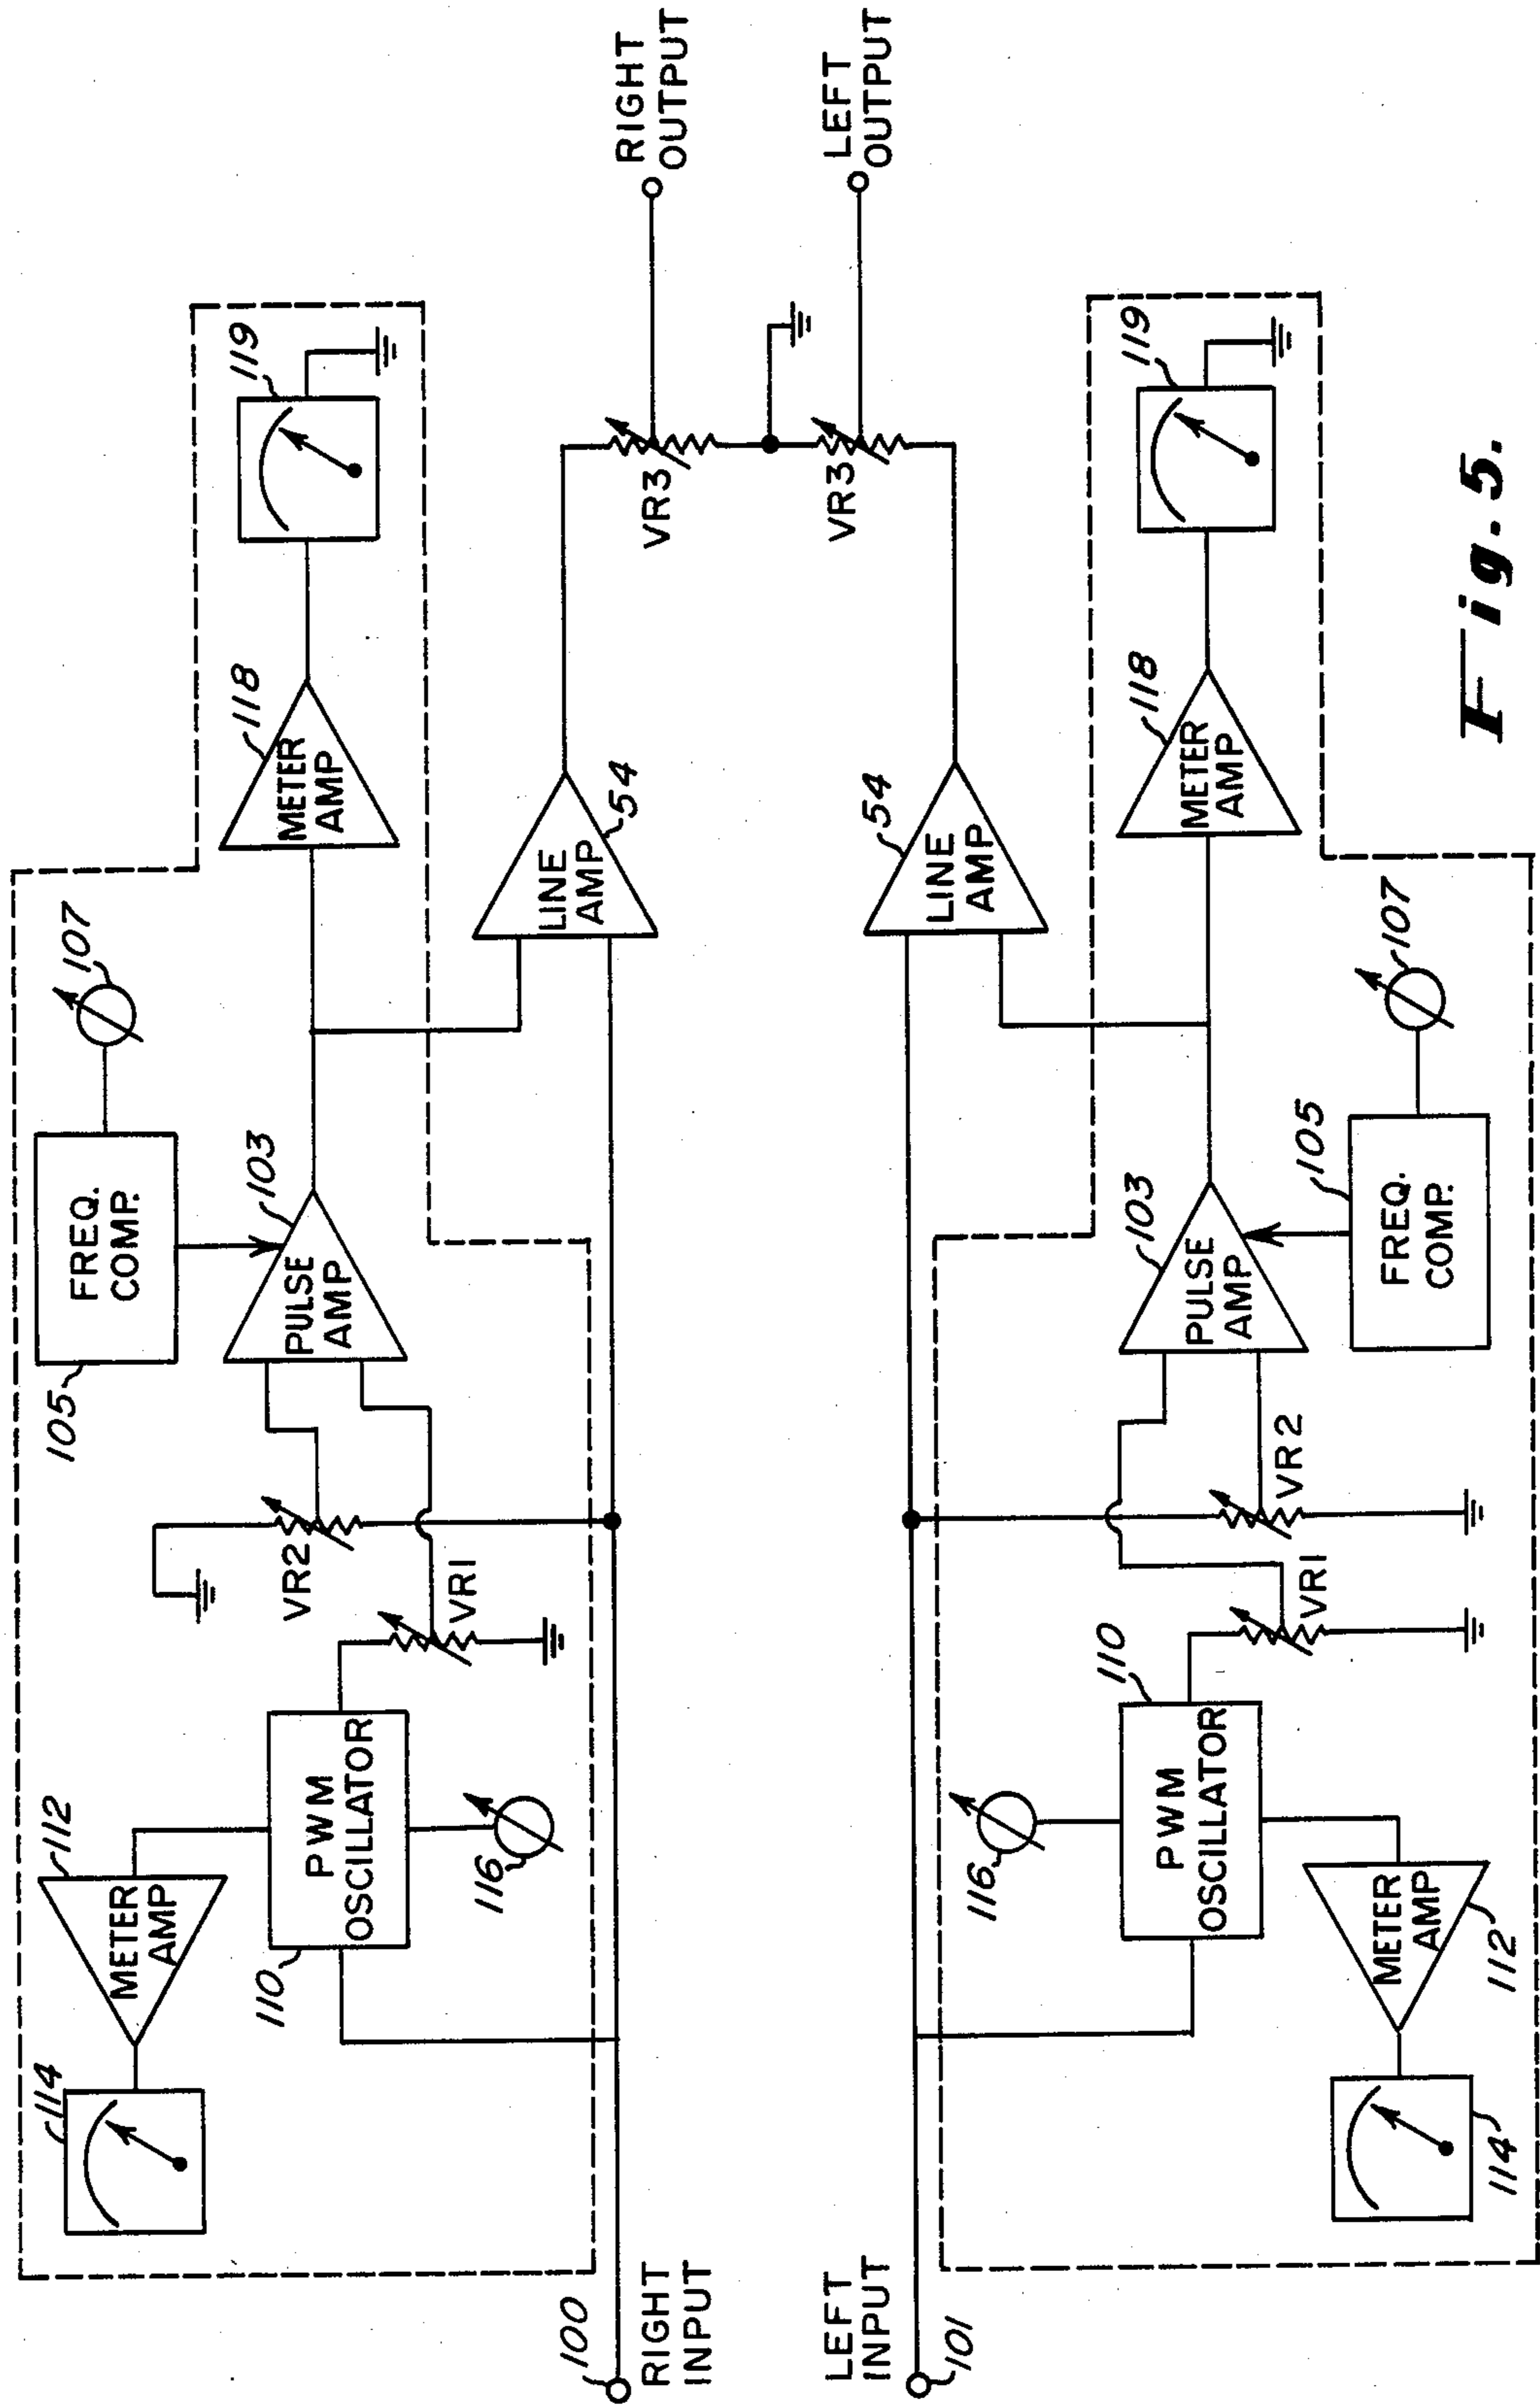 114
112
METER
AMP
110
PWM
OSCILLATOR
116
VR2
VR1
105
FREQ.
COMP.
107
103
PULSE
AMP
118
METER
AMP
119
LINE
AMP
54
VR3
RIGHT
OUTPUT
100
RIGHT
INPUT
LEFT
INPUT
101
LEFT
OUTPUT
VR3
54
LINE
AMP
116
110
PWM
OSCILLATOR
METER
AMP
112
114
VR1
VR2
103
PULSE
AMP
105
FREQ.
COMP.
107
118
METER
AMP
119
Fig. 5.